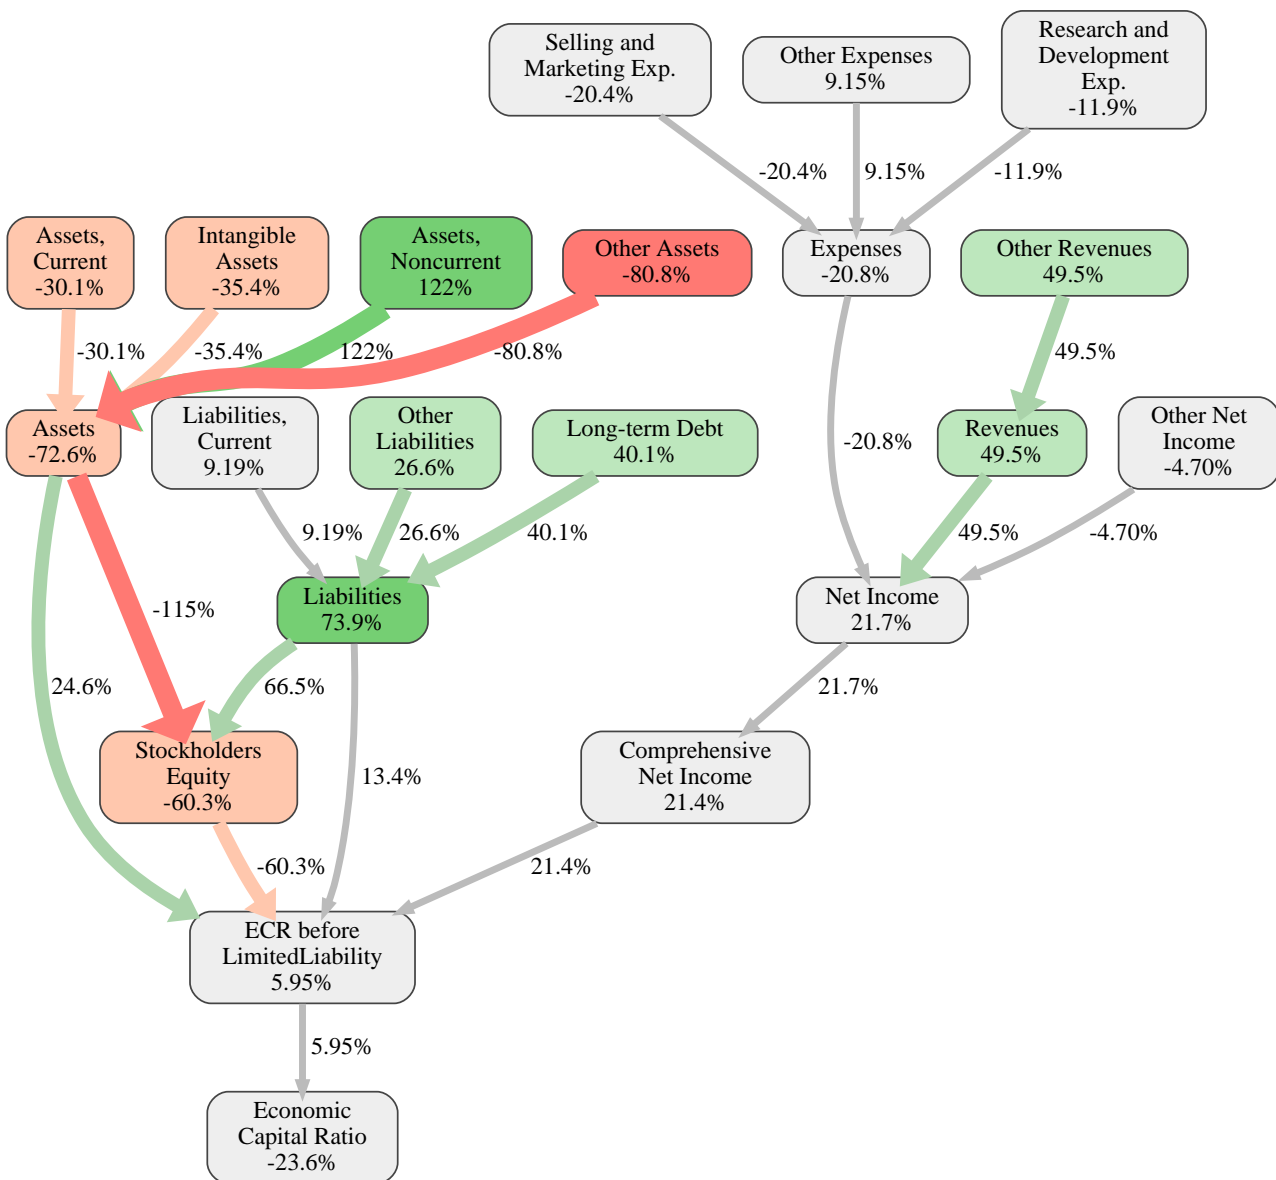 Selling and
Marketing Exp.
-20.4%
Other Expenses
9.15%
Research and
Development
Exp.
-11.9%
-20.4%
9.15%
-11.9%
Assets,
Current
-30.1%
Intangible
Assets
-35.4%
Assets,
Noncurrent
122%
Other Assets
-80.8%
Expenses
-20.8%
Other Revenues
49.5%
-30.1%
-35.4%
122%
-80.8%
49.5%
Assets
-72.6%
Liabilities,
Current
9.19%
Other
Liabilities
26.6%
Long-term Debt
40.1%
-20.8%
Revenues
49.5%
Other Net
Income
-4.70%
9.19%
26.6%
40.1%
49.5%
-4.70%
-115%
Liabilities
73.9%
Net Income
21.7%
24.6%
66.5%
21.7%
Stockholders
Equity
-60.3%
13.4%
Comprehensive
Net Income
21.4%
-60.3%
21.4%
ECR before
LimitedLiability
5.95%
5.95%
Economic
Capital Ratio
-23.6%